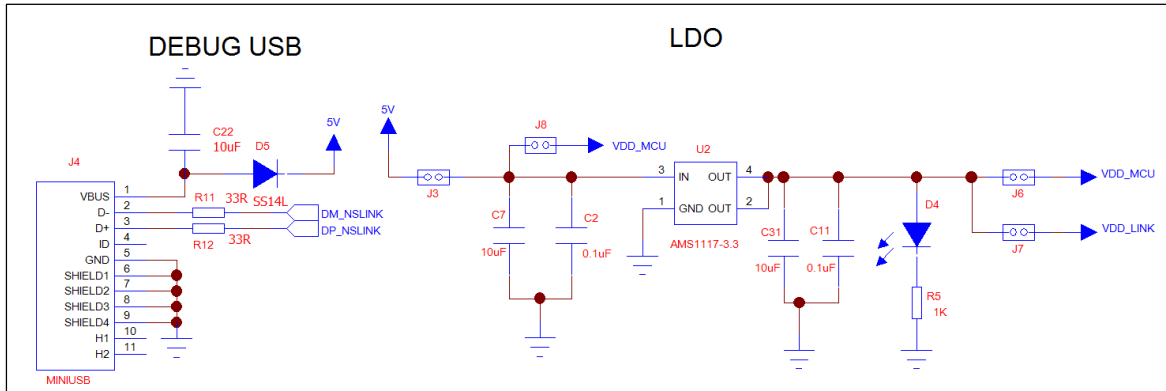 DEBUG USB
LDO
C22
10uF
D5
5V
SS14L
J4
VBUS 1
D- 2
D+ 3
ID 4
GND 5
SHIELD1 6
SHIELD2 7
SHIELD3 8
SHIELD4 9
H1 10
H2 11
MINIUSB
R11 33R
DM_NSLINK
DP_NSLINK
R12 33R
5V
J3
J8
VDD_MCU
C7
10uF
C2
0.1uF
U2
3 IN OUT 4
1 GND OUT 2
AMS1117-3.3
C31
10uF
C11
0.1uF
D4
R5
1K
J6
VDD_MCU
J7
VDD_LINK